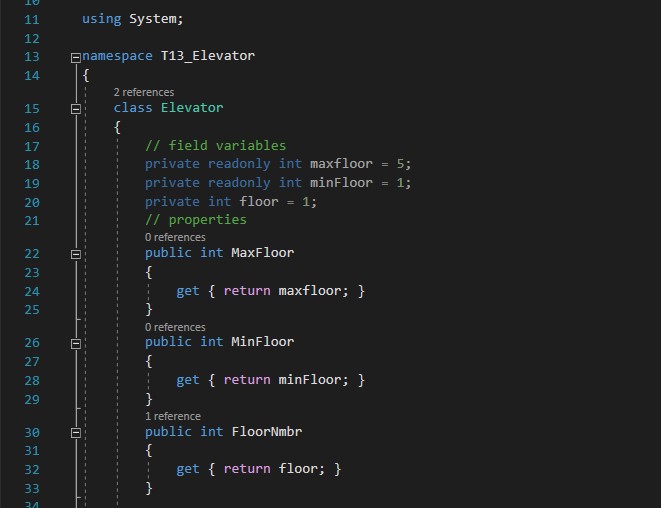 10
11 using System;
12
13 namespace T13_Elevator
14 {
2 references
15 class Elevator
16 {
17 // field variables
18 private readonly int maxfloor = 5;
19 private readonly int minFloor = 1;
20 private int floor = 1;
21 // properties
0 references
22 public int MaxFloor
23 {
24 get { return maxfloor; }
25 }
0 references
26 public int MinFloor
27 {
28 get { return minFloor; }
29 }
1 reference
30 public int FloorNmbr
31 {
32 get { return floor; }
33 }
34